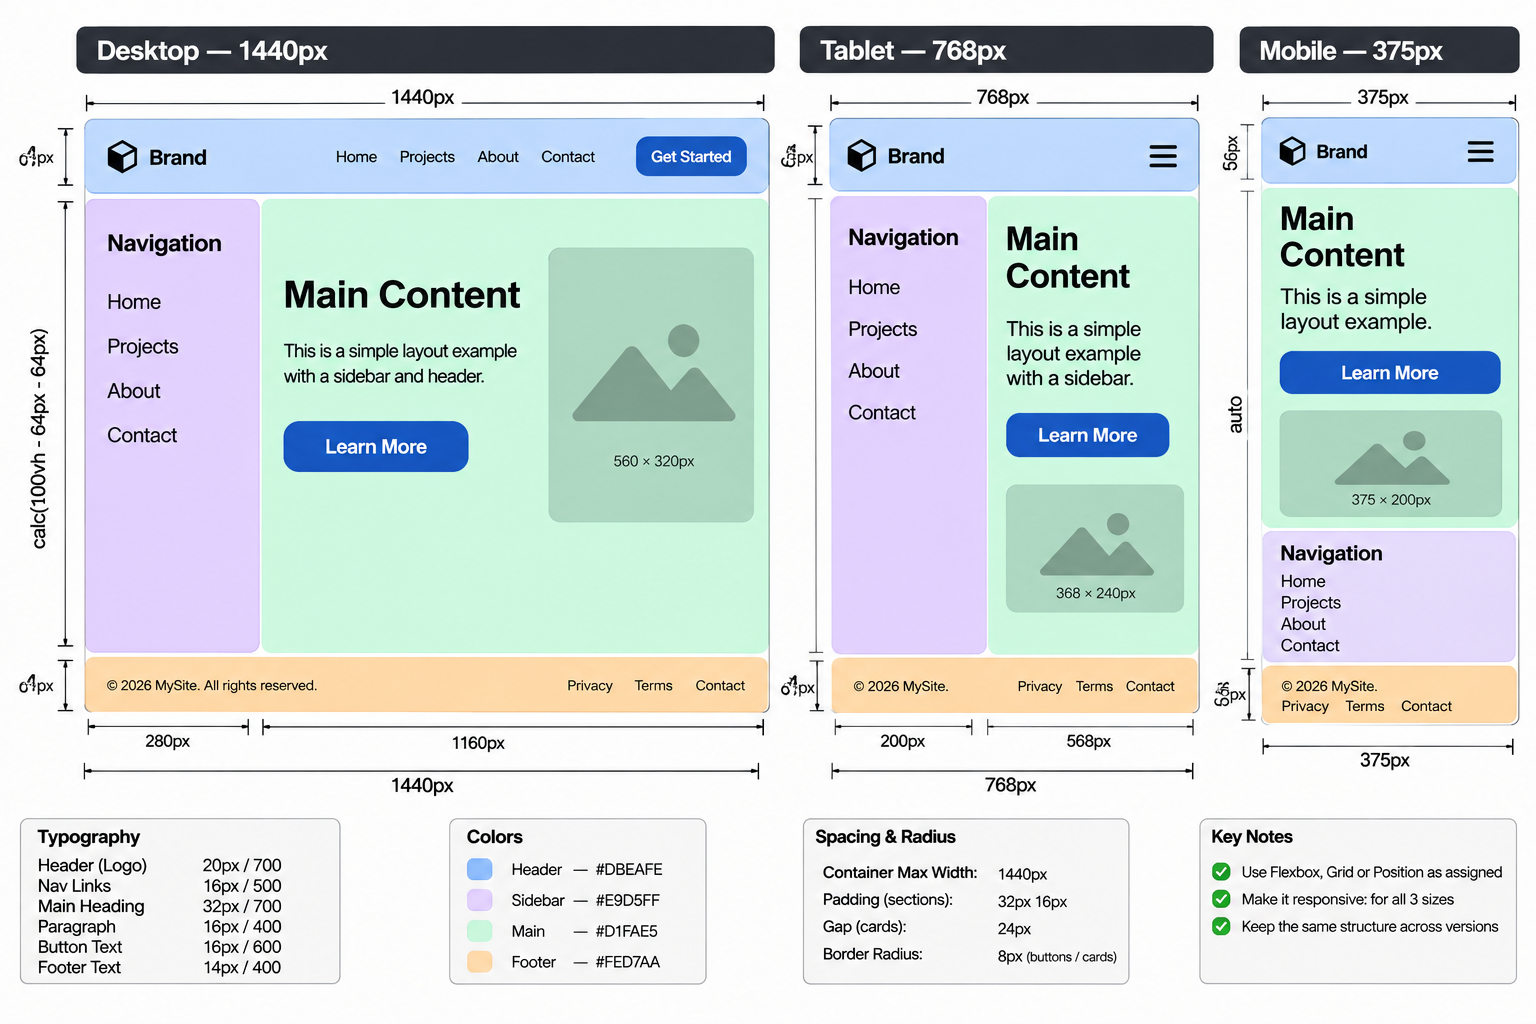 Desktop — 1440px
1440px
Brand
Home
Projects
About
Contact
Get Started
calc(100vh - 64px - 64px)
Navigation
Home
Projects
About
Contact
Main Content
This is a simple layout example
with a sidebar and header.
Learn More
560 × 320px
© 2026 MySite. All rights reserved.
Privacy
Terms
Contact
280px
1160px
1440px
Tablet — 768px
768px
Brand
Navigation
Home
Projects
About
Contact
Main
Content
This is a simple
layout example
with a sidebar.
Learn More
368 × 240px
© 2026 MySite.
Privacy
Terms
Contact
200px
568px
768px
Mobile — 375px
375px
56px
Brand
auto
Main
Content
This is a simple
layout example.
Learn More
375 × 200px
Navigation
Home
Projects
About
Contact
© 2026 MySite.
Privacy Terms Contact
375px
Typography
Header (Logo) 20px / 700
Nav Links 16px / 500
Main Heading 32px / 700
Paragraph 16px / 400
Button Text 16px / 600
Footer Text 14px / 400
Colors
Header — #DBEAFE
Sidebar — #E9D5FF
Main — #D1FAE5
Footer — #FED7AA
Spacing & Radius
Container Max Width: 1440px
Padding (sections): 32px 16px
Gap (cards): 24px
Border Radius: 8px (buttons / cards)
Key Notes
Use Flexbox, Grid or Position as assigned
Make it responsive: for all 3 sizes
Keep the same structure across versions